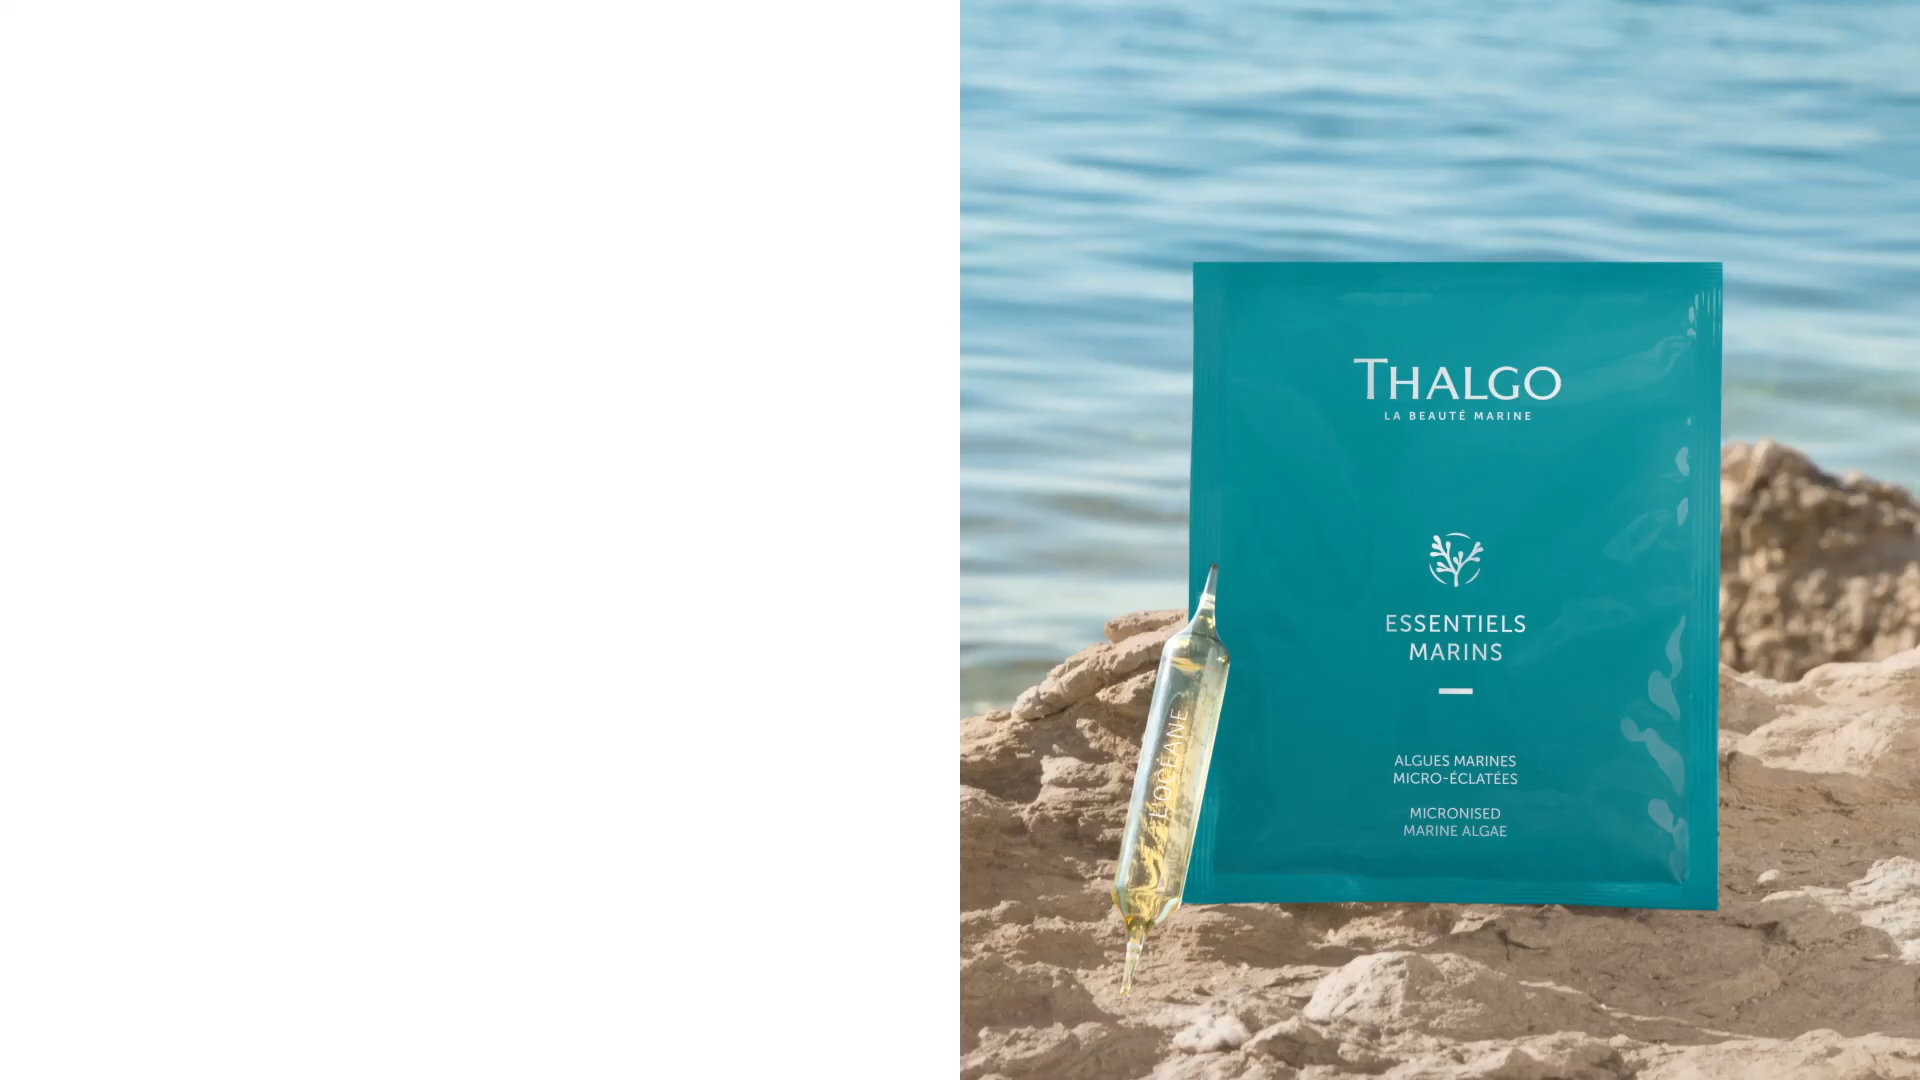 THALGO
LA BEAUTÉ MARINE
ESSENTIELS
MARINS
ALGUES MARINES
MICRO-ÉCLATÉES
MICRONISED
MARINE ALGAE
L'OCÉANE